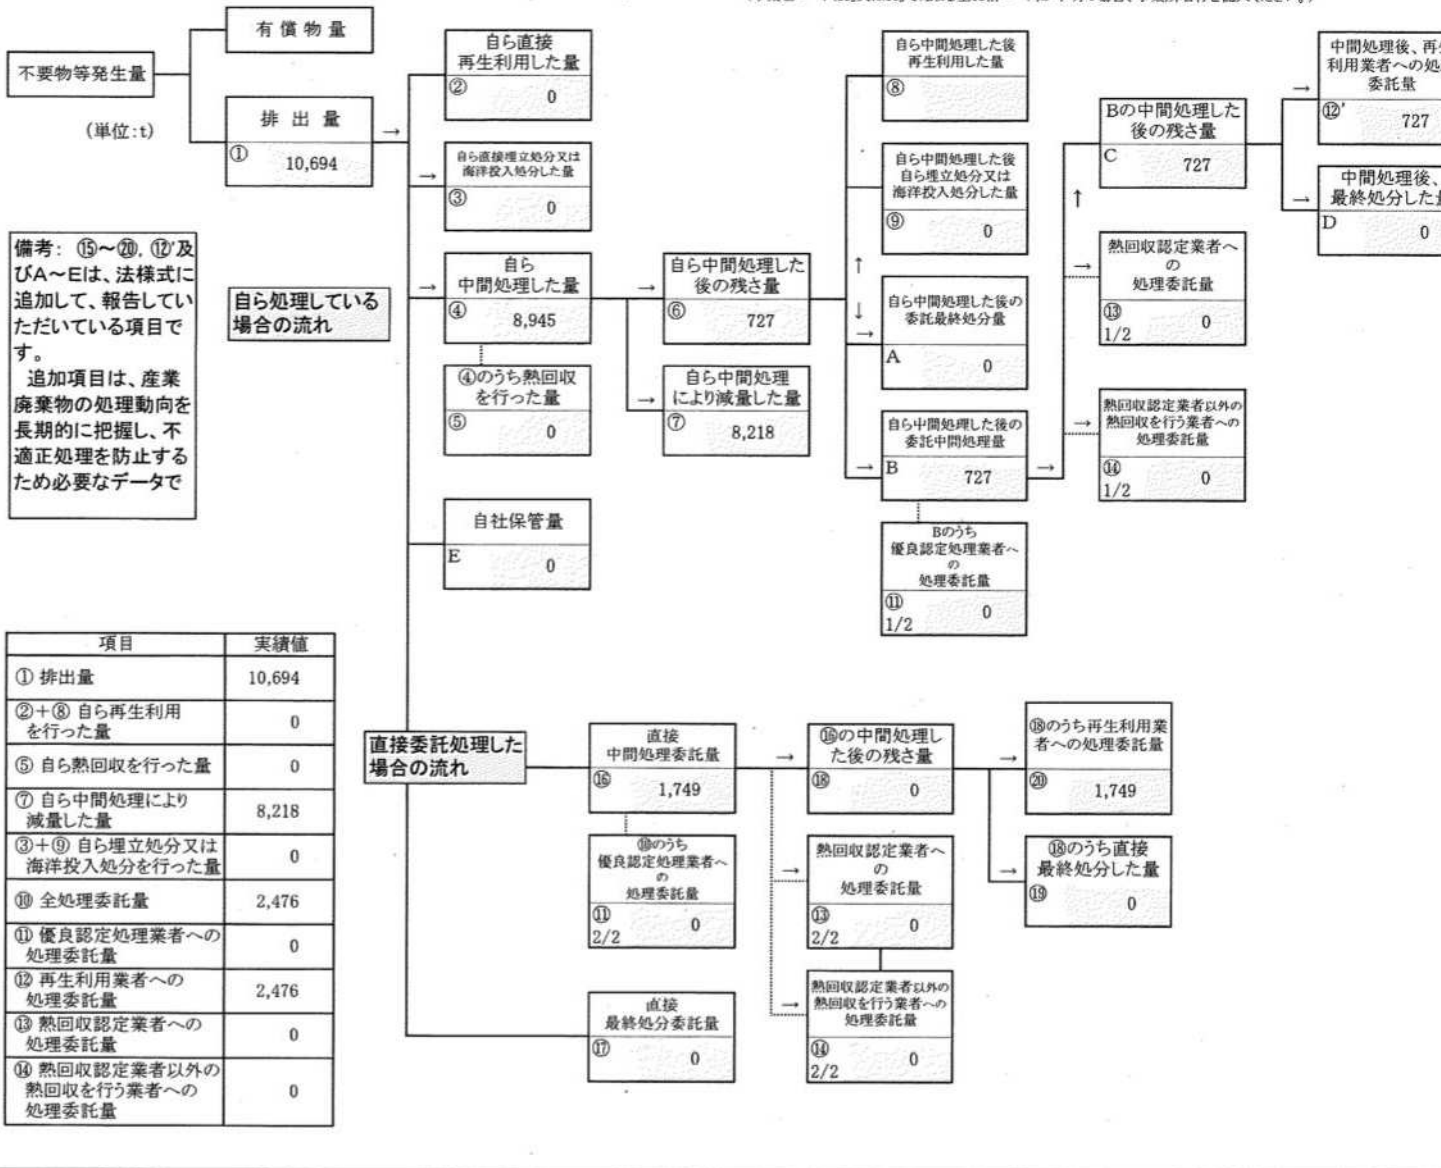 有償物量
不要物等発生量
(単位:t)
排出量
① 10,694
→
備考: ⑮～⑳, ⑫'及
びA～Eは、法様式に
追加して、報告してい
ただいている項目で
す。
追加項目は、産業
廃棄物の処理動向を
長期的に把握し、不
適正処理を防止する
ため必要なデータで
自ら処理している
場合の流れ
自ら直接
再生利用した量
② 0
→
自ら直接埋立処分又は
海洋投入処分した量
③ 0
→
自ら
中間処理した量
④ 8,945
④のうち熱回収
を行った量
⑤ 0
自社保管量
E 0
→
自ら中間処理した
後の残さ量
⑥ 727
→
自ら中間処理
により減量した量
⑦ 8,218
↑
↓
→
→
自ら中間処理した後
再生利用した量
⑧
自ら中間処理した後
自ら埋立処分又は
海洋投入処分した量
⑨ 0
自ら中間処理した後の
委託最終処分量
A 0
自ら中間処理した後の
委託中間処理量
B 727
Bのうち
優良認定処理業者へ
の
処理委託量
⑪ 0
1/2
→
↑
Bの中間処理した
後の残さ量
C 727
→
熱回収認定業者へ
の
処理委託量
⑬ 0
1/2
→
熱回収認定業者以外の
熱回収を行う業者への
処理委託量
⑭ 0
1/2
→
中間処理後、再
利用業者への処
委託量
⑫' 727
→
中間処理後、
最終処分した
D 0
項目 実績値
① 排出量 10,694
②+⑧ 自ら再生利用
を行った量 0
⑤ 自ら熱回収を行った量 0
⑦ 自ら中間処理により
減量した量 8,218
③+⑨ 自ら埋立処分又は
海洋投入処分を行った量 0
⑩ 全処理委託量 2,476
⑪ 優良認定処理業者への
処理委託量 0
⑫ 再生利用業者への
処理委託量 2,476
⑬ 熱回収認定業者への
処理委託量 0
⑭ 熱回収認定業者以外の
熱回収を行う業者への
処理委託量 0
直接委託処理した
場合の流れ
直接
中間処理委託量
⑯ 1,749
⑩のうち
優良認定処理業者へ
の
処理委託量
⑪ 0
2/2
直接
最終処分委託量
⑰ 0
→
⑯の中間処理し
た後の残さ量
⑱ 0
→
熱回収認定業者へ
の
処理委託量
⑬ 0
2/2
→
熱回収認定業者以外の
熱回収を行う業者への
処理委託量
⑭ 0
2/2
→
⑱のうち再生利用業
者への処理委託量
⑳ 1,749
→
⑱のうち直接
最終処分した量
⑲ 0